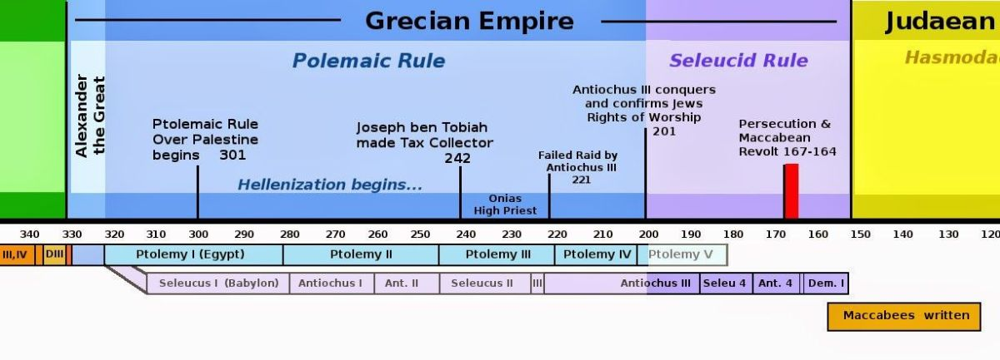 Grecian Empire
Judaean
Polemaic Rule
Seleucid Rule
Hasmoda
Alexander
the Great
Ptolemaic Rule
Over Palestine
begins 301
Joseph ben Tobiah
made Tax Collector
242
Antiochus III conquers
and confirms Jews
Rights of Worship
201
Failed Raid by
Antiochus III
221
Persecution &
Maccabean
Revolt 167-164
Hellenization begins...
Onias
High Priest
340 330 320 310 300 290 280 270 260 240 230 220 210 200 190 180 170 160 150 140 130 120
III,IV DIII Ptolemy I (Egypt) Ptolemy II Ptolemy III Ptolemy IV Ptolemy V
Seleucus I (Babylon) Antiochus I Ant. II Seleucus II III Antiochus III Seleu 4 Ant. 4 Dem. I
Maccabees written